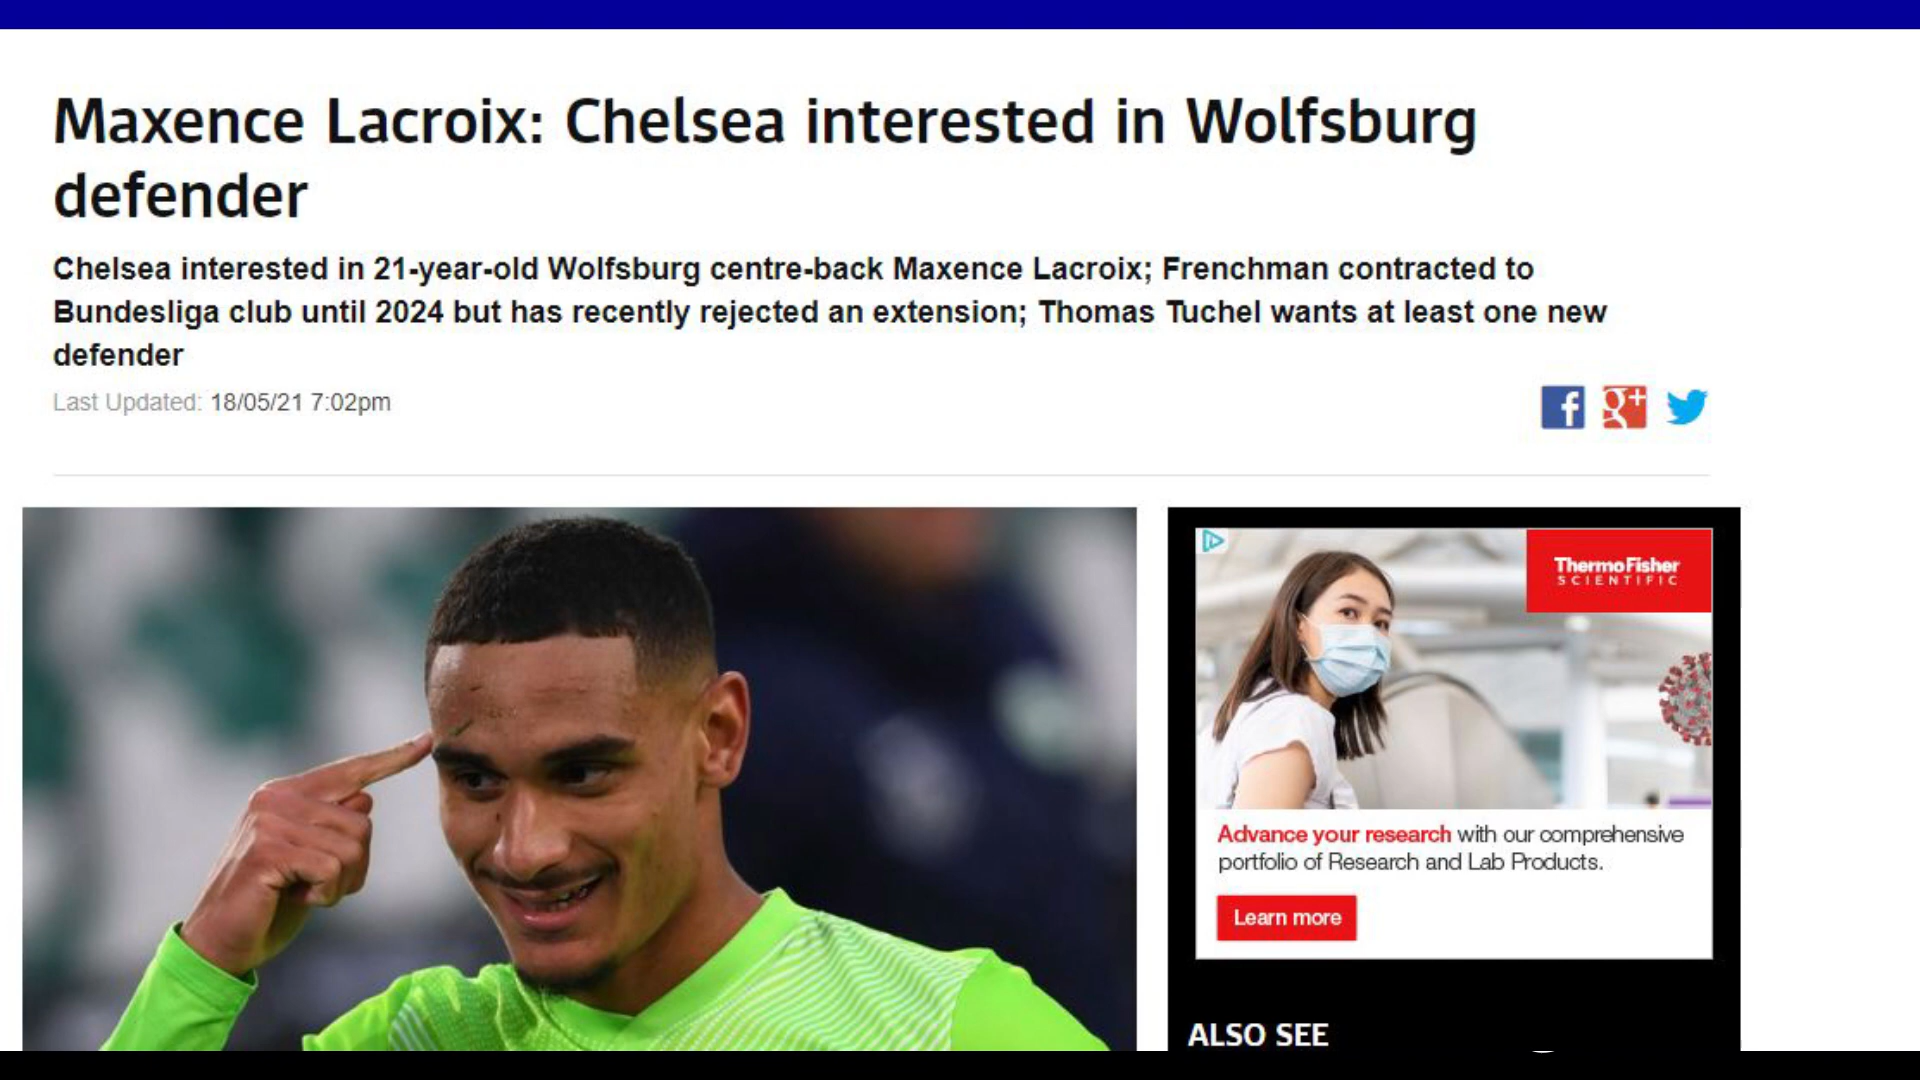 Maxence Lacroix: Chelsea interested in Wolfsburg
defender
Chelsea interested in 21-year-old Wolfsburg centre-back Maxence Lacroix; Frenchman contracted to
Bundesliga club until 2024 but has recently rejected an extension; Thomas Tuchel wants at least one new
defender
Last Updated: 18/05/21 7:02pm
f g+
ThermoFisher
SCIENTIFIC
Advance your research with our comprehensive
portfolio of Research and Lab Products.
Learn more
ALSO SEE